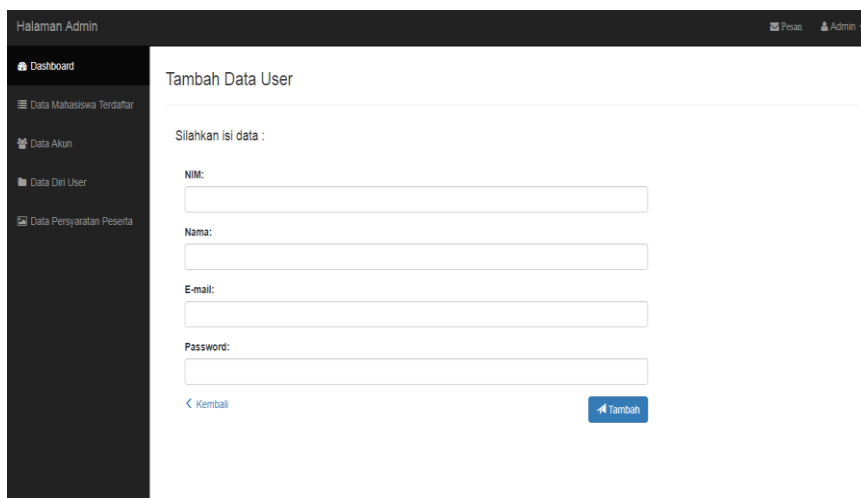 Halaman Admin
Pesan
Admin
Dashboard
Data Mahasiswa Terdaftar
Data Akun
Data Diri User
Data Persyaratan Peserta
Tambah Data User
Silahkan isi data :
NIM:
Nama:
E-mail:
Password:
Kembali
Tambah